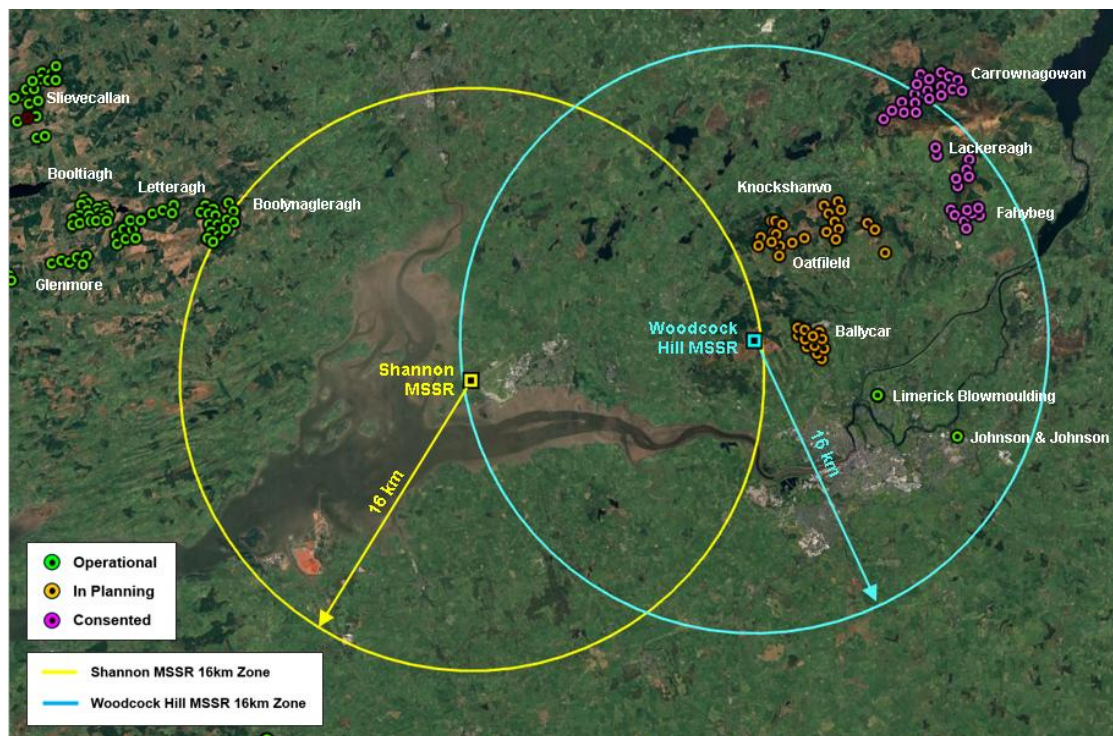 Carrownagowan
Slievecallan
Lackereagh
Booltiagh
Letteragh
Knockshanvo
Boolynagleragh
Fahybeg
Oatfileld
Glenmore
Woodcock
Hill MSSR
Ballycar
Shannon
MSSR
Limerick Blowmoulding
Johnson & Johnson
16 km
16 km
Operational
In Planning
Consented
Shannon MSSR 16km Zone
Woodcock Hill MSSR 16km Zone